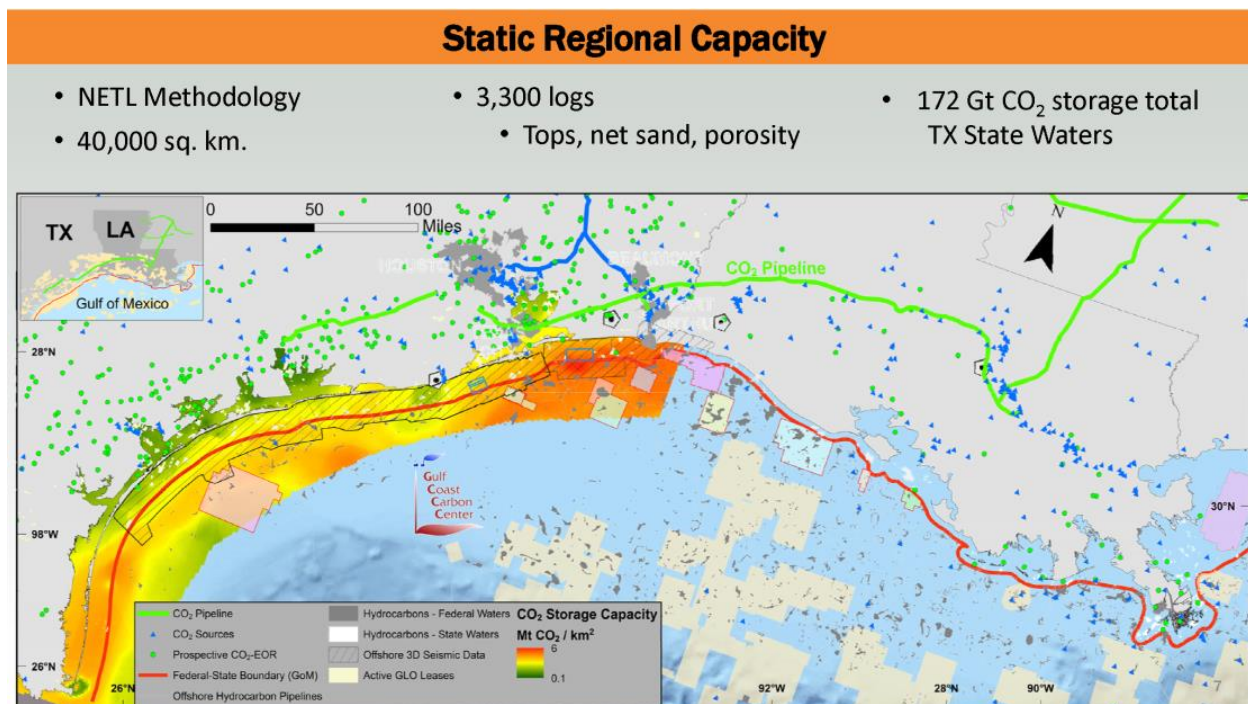 Static Regional Capacity
• NETL Methodology
• 40,000 sq. km.
• 3,300 logs
• Tops, net sand, porosity
• 172 Gt CO₂ storage total
TX State Waters
TX
LA
Gulf of Mexico
0 50 100
Miles
N
HOUSTON
BEAUMONT
CO₂ Pipeline
28°N
98°W
26°N
Gulf
Coast
Carbon
Center
30°N
CO₂ Pipeline
CO₂ Sources
Prospective CO₂-EOR
Federal-State Boundary (GoM)
Offshore Hydrocarbon Pipelines
Hydrocarbons - Federal Waters
Hydrocarbons - State Waters
Offshore 3D Seismic Data
Active GLO Leases
CO₂ Storage Capacity
Mt CO₂ / km²
6
0.1
26°N
92°W
28°N
90°W
7